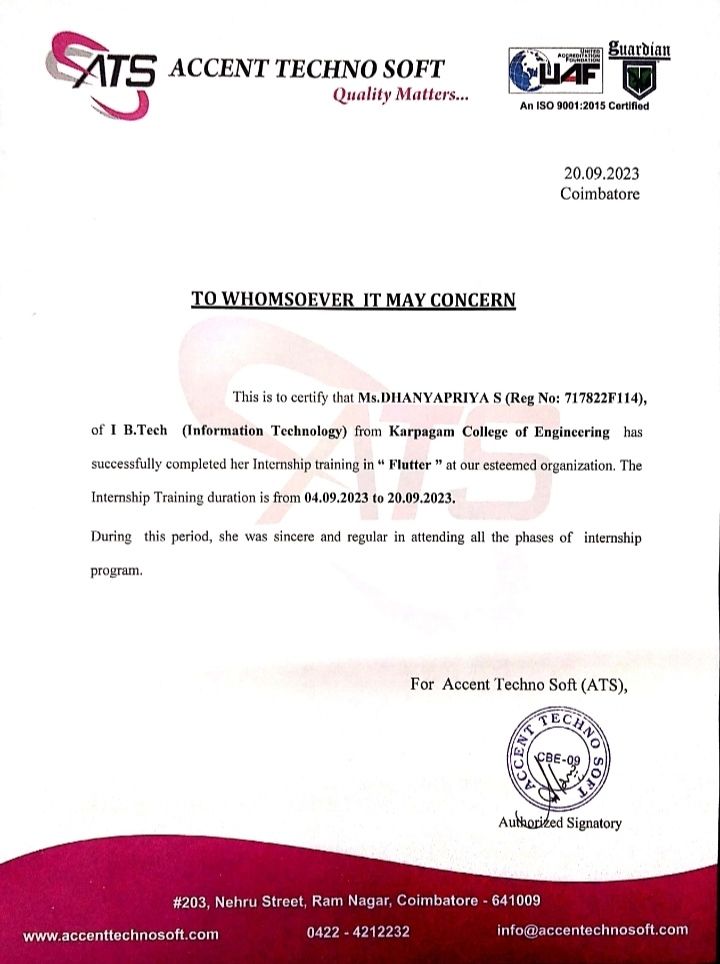 ATS ACCENT TECHNO SOFT
Quality Matters...
UNITED ACCREDITATION FOUNDATION
UAF
Guardian
An ISO 9001:2015 Certified
20.09.2023
Coimbatore
TO WHOMSOEVER IT MAY CONCERN
This is to certify that Ms.DHANYAPRIYA S (Reg No: 717822F114),
of I B.Tech (Information Technology) from Karpagam College of Engineering has
successfully completed her Internship training in “ Flutter ” at our esteemed organization. The
Internship Training duration is from 04.09.2023 to 20.09.2023.
During this period, she was sincere and regular in attending all the phases of internship
program.
ATS
For Accent Techno Soft (ATS),
ACCENT TECHNO SOFT
CBE-09
Authorized Signatory
#203, Nehru Street, Ram Nagar, Coimbatore - 641009
www.accenttechnosoft.com 0422 - 4212232 info@accentechnosoft.com